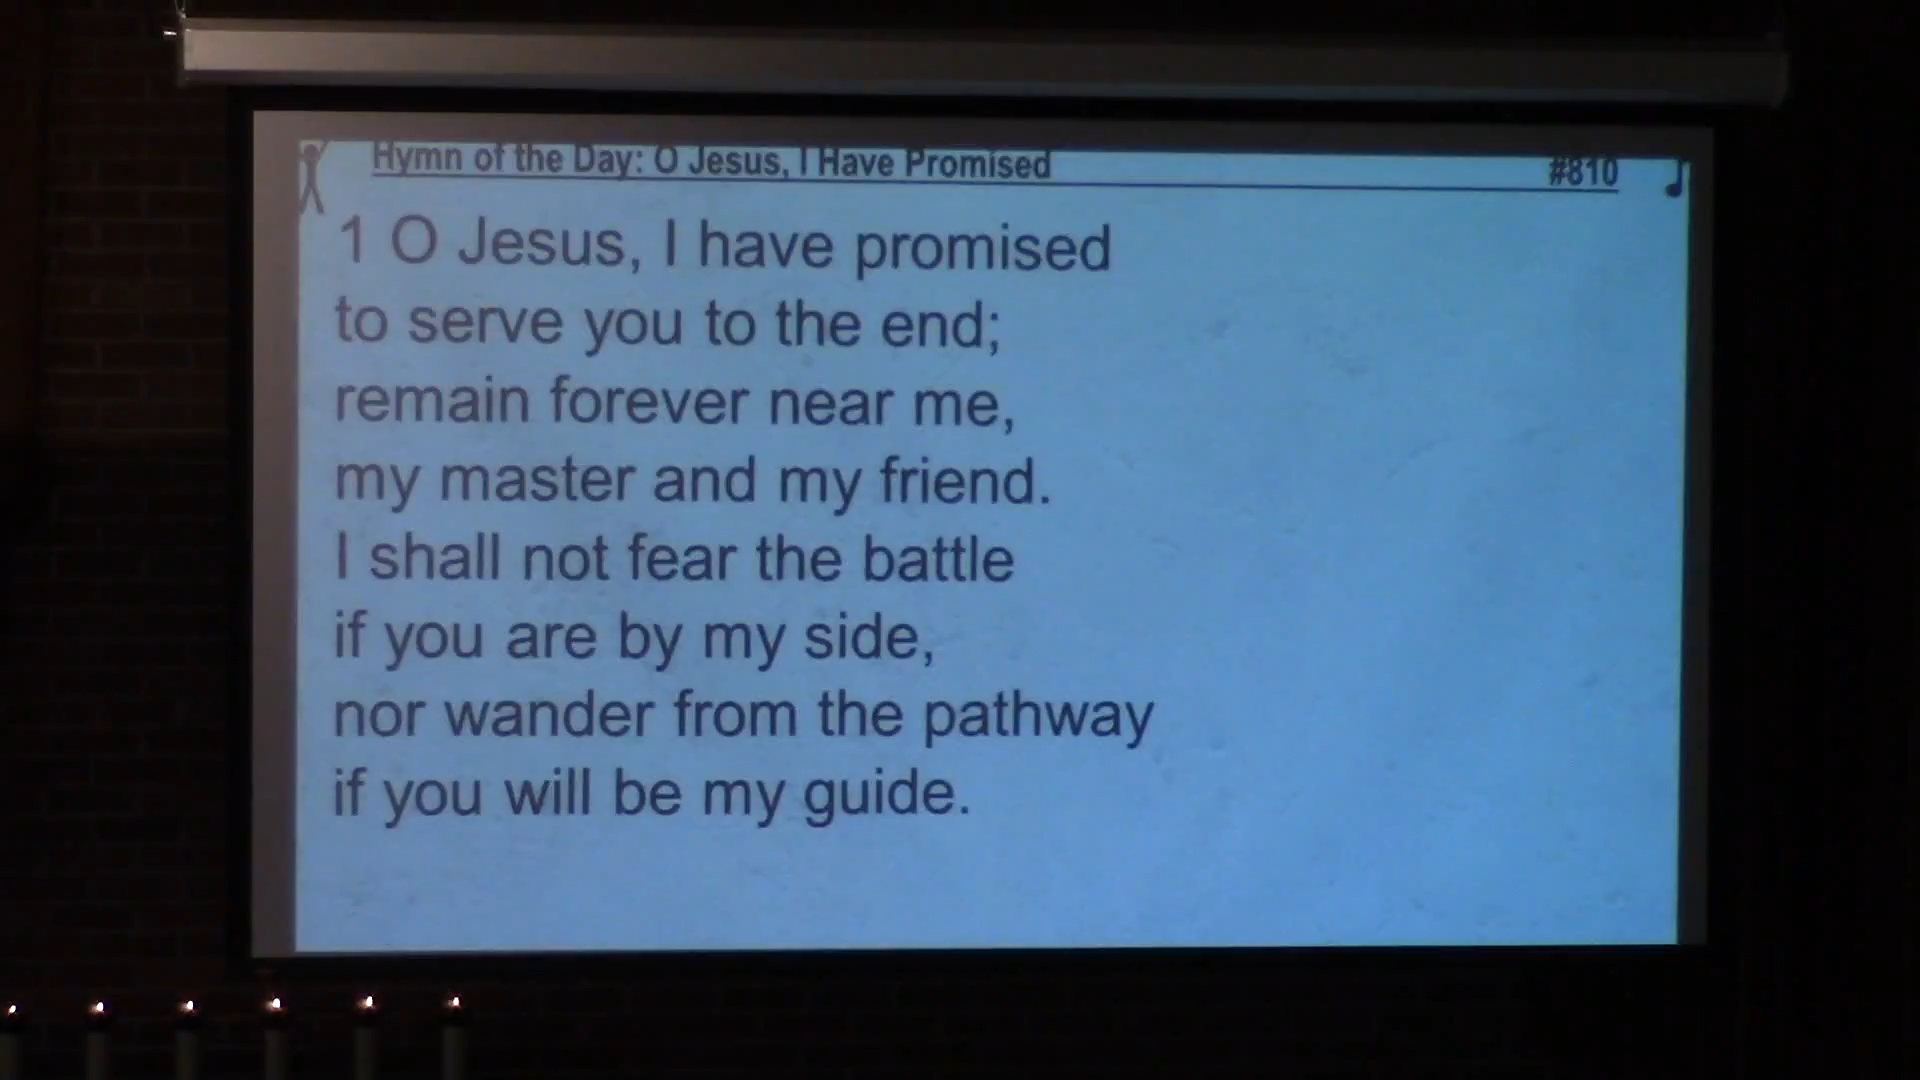 Hymn of the Day: O Jesus, I Have Promised #810
1 O Jesus, I have promised
to serve you to the end;
remain forever near me,
my master and my friend.
I shall not fear the battle
if you are by my side,
nor wander from the pathway
if you will be my guide.